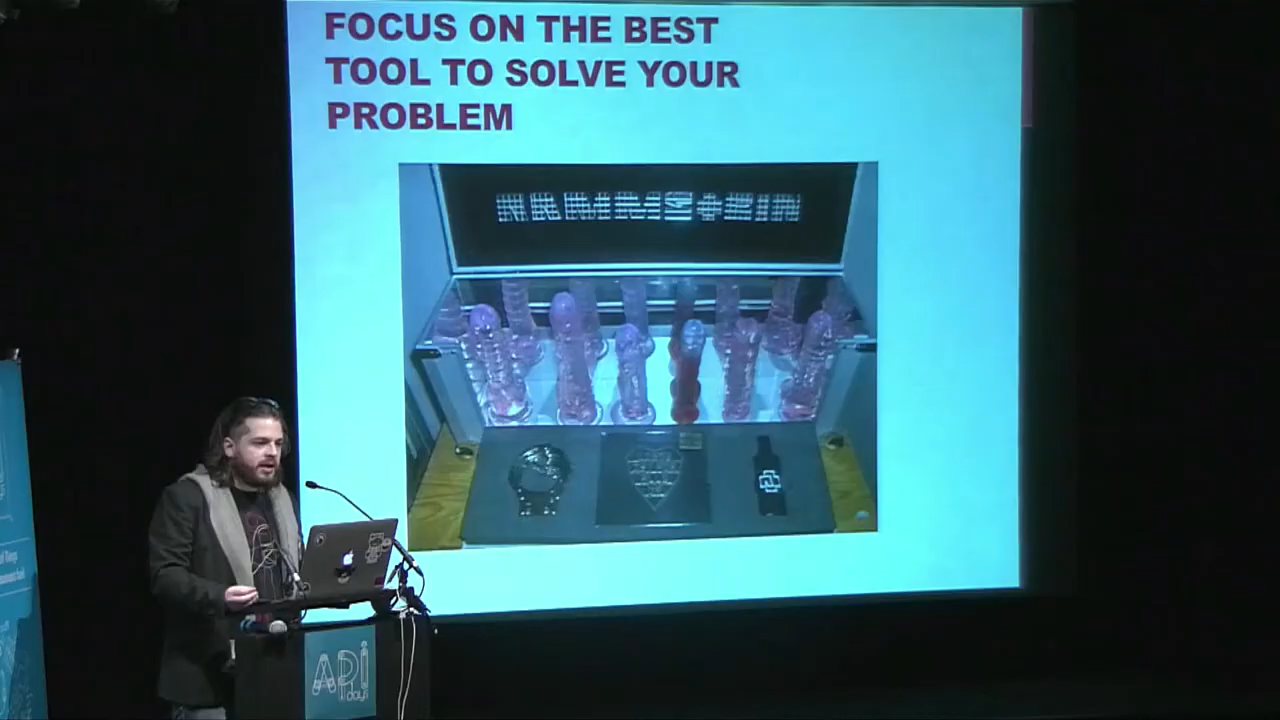 FOCUS ON THE BEST
TOOL TO SOLVE YOUR
PROBLEM
RAMMSTEIN
API
days